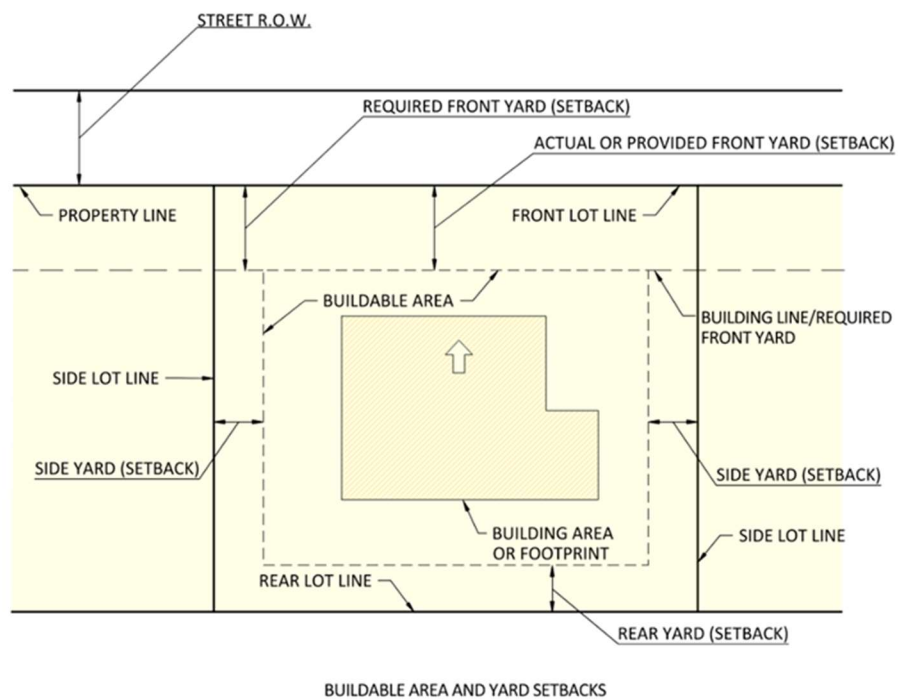 STREET R.O.W.
REQUIRED FRONT YARD (SETBACK)
ACTUAL OR PROVIDED FRONT YARD (SETBACK)
PROPERTY LINE
FRONT LOT LINE
BUILDABLE AREA
BUILDING LINE/REQUIRED
FRONT YARD
SIDE LOT LINE
SIDE YARD (SETBACK)
SIDE YARD (SETBACK)
BUILDING AREA
OR FOOTPRINT
SIDE LOT LINE
REAR LOT LINE
REAR YARD (SETBACK)
BUILDABLE AREA AND YARD SETBACKS